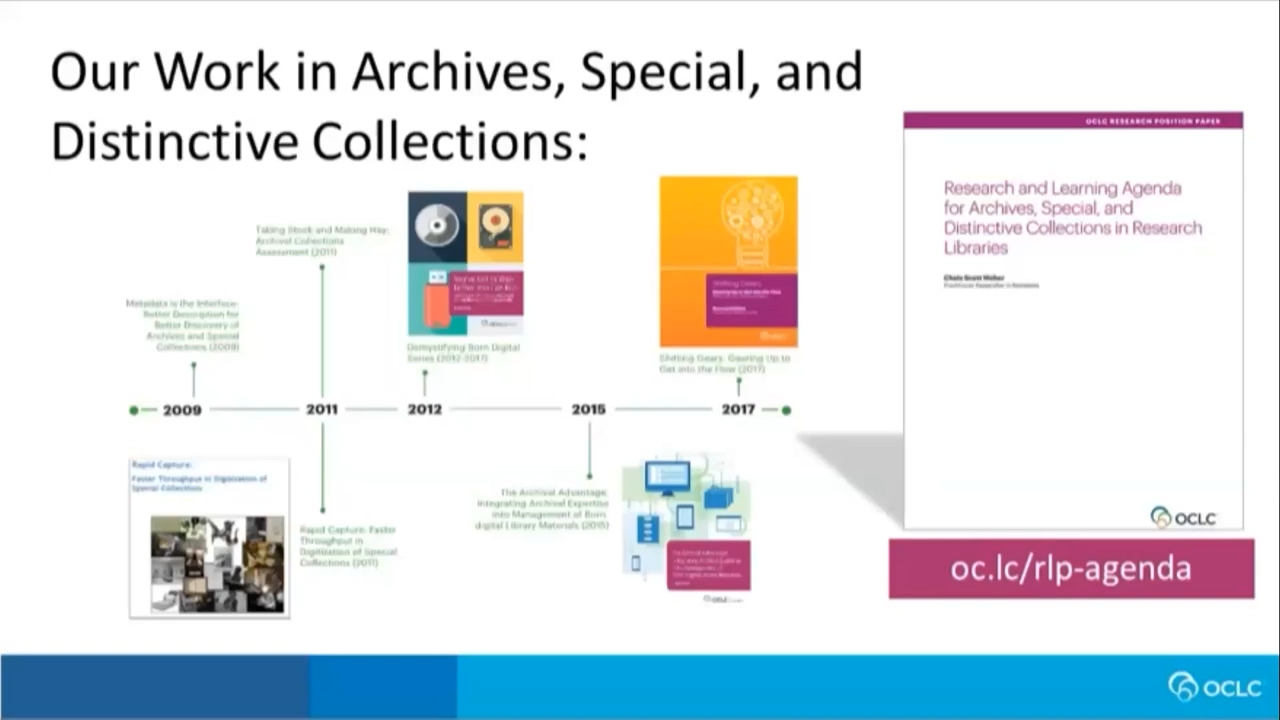 Our Work in Archives, Special, and
Distinctive Collections:
Metadata is the Interface:
Better Description for
Better Discovery of
Archives and Special
Collections (2009)
Taking Stock and Making Hay:
Archival Collections
Assessment (2011)
Demystifying Born Digital
Series (2012-2017)
Shifting Gears: Gearing Up to
Get into the Flow (2017)
2009
2011
2012
2015
2017
Rapid Capture:
Faster Throughput in Digitization of
Special Collections
Rapid Capture: Faster
Throughput in
Digitization of Special
Collections (2011)
The Archival Advantage:
Integrating Archival Expertise
into Management of Born-
digital Library Materials (2015)
OCLC RESEARCH POSITION PAPER
Research and Learning Agenda
for Archives, Special, and
Distinctive Collections in Research
Libraries
Chela Scott Weber
Practitioner Researcher in Residence
OCLC
oc.lc/rlp-agenda
OCLC